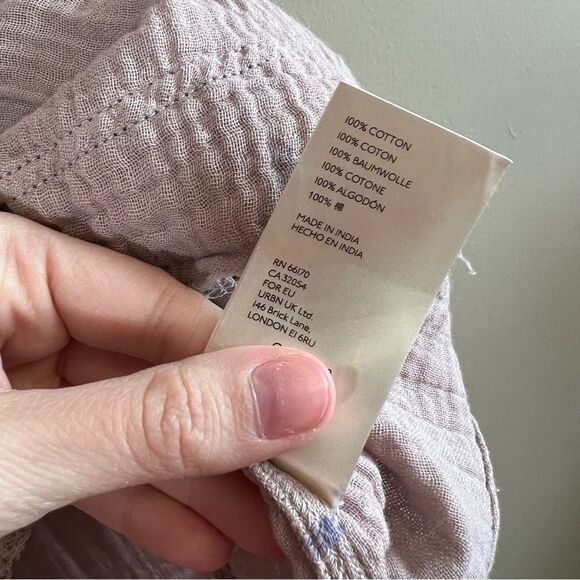 100% COTTON
100% COTON
100% BAUMWOLLE
100% COTONE
100% ALGODÓN
100% 棉
MADE IN INDIA
HECHO EN INDIA
RN 66170
CA 32054
FOR EU
URBN UK Ltd.
146 Brick Lane,
LONDON E1 6RU